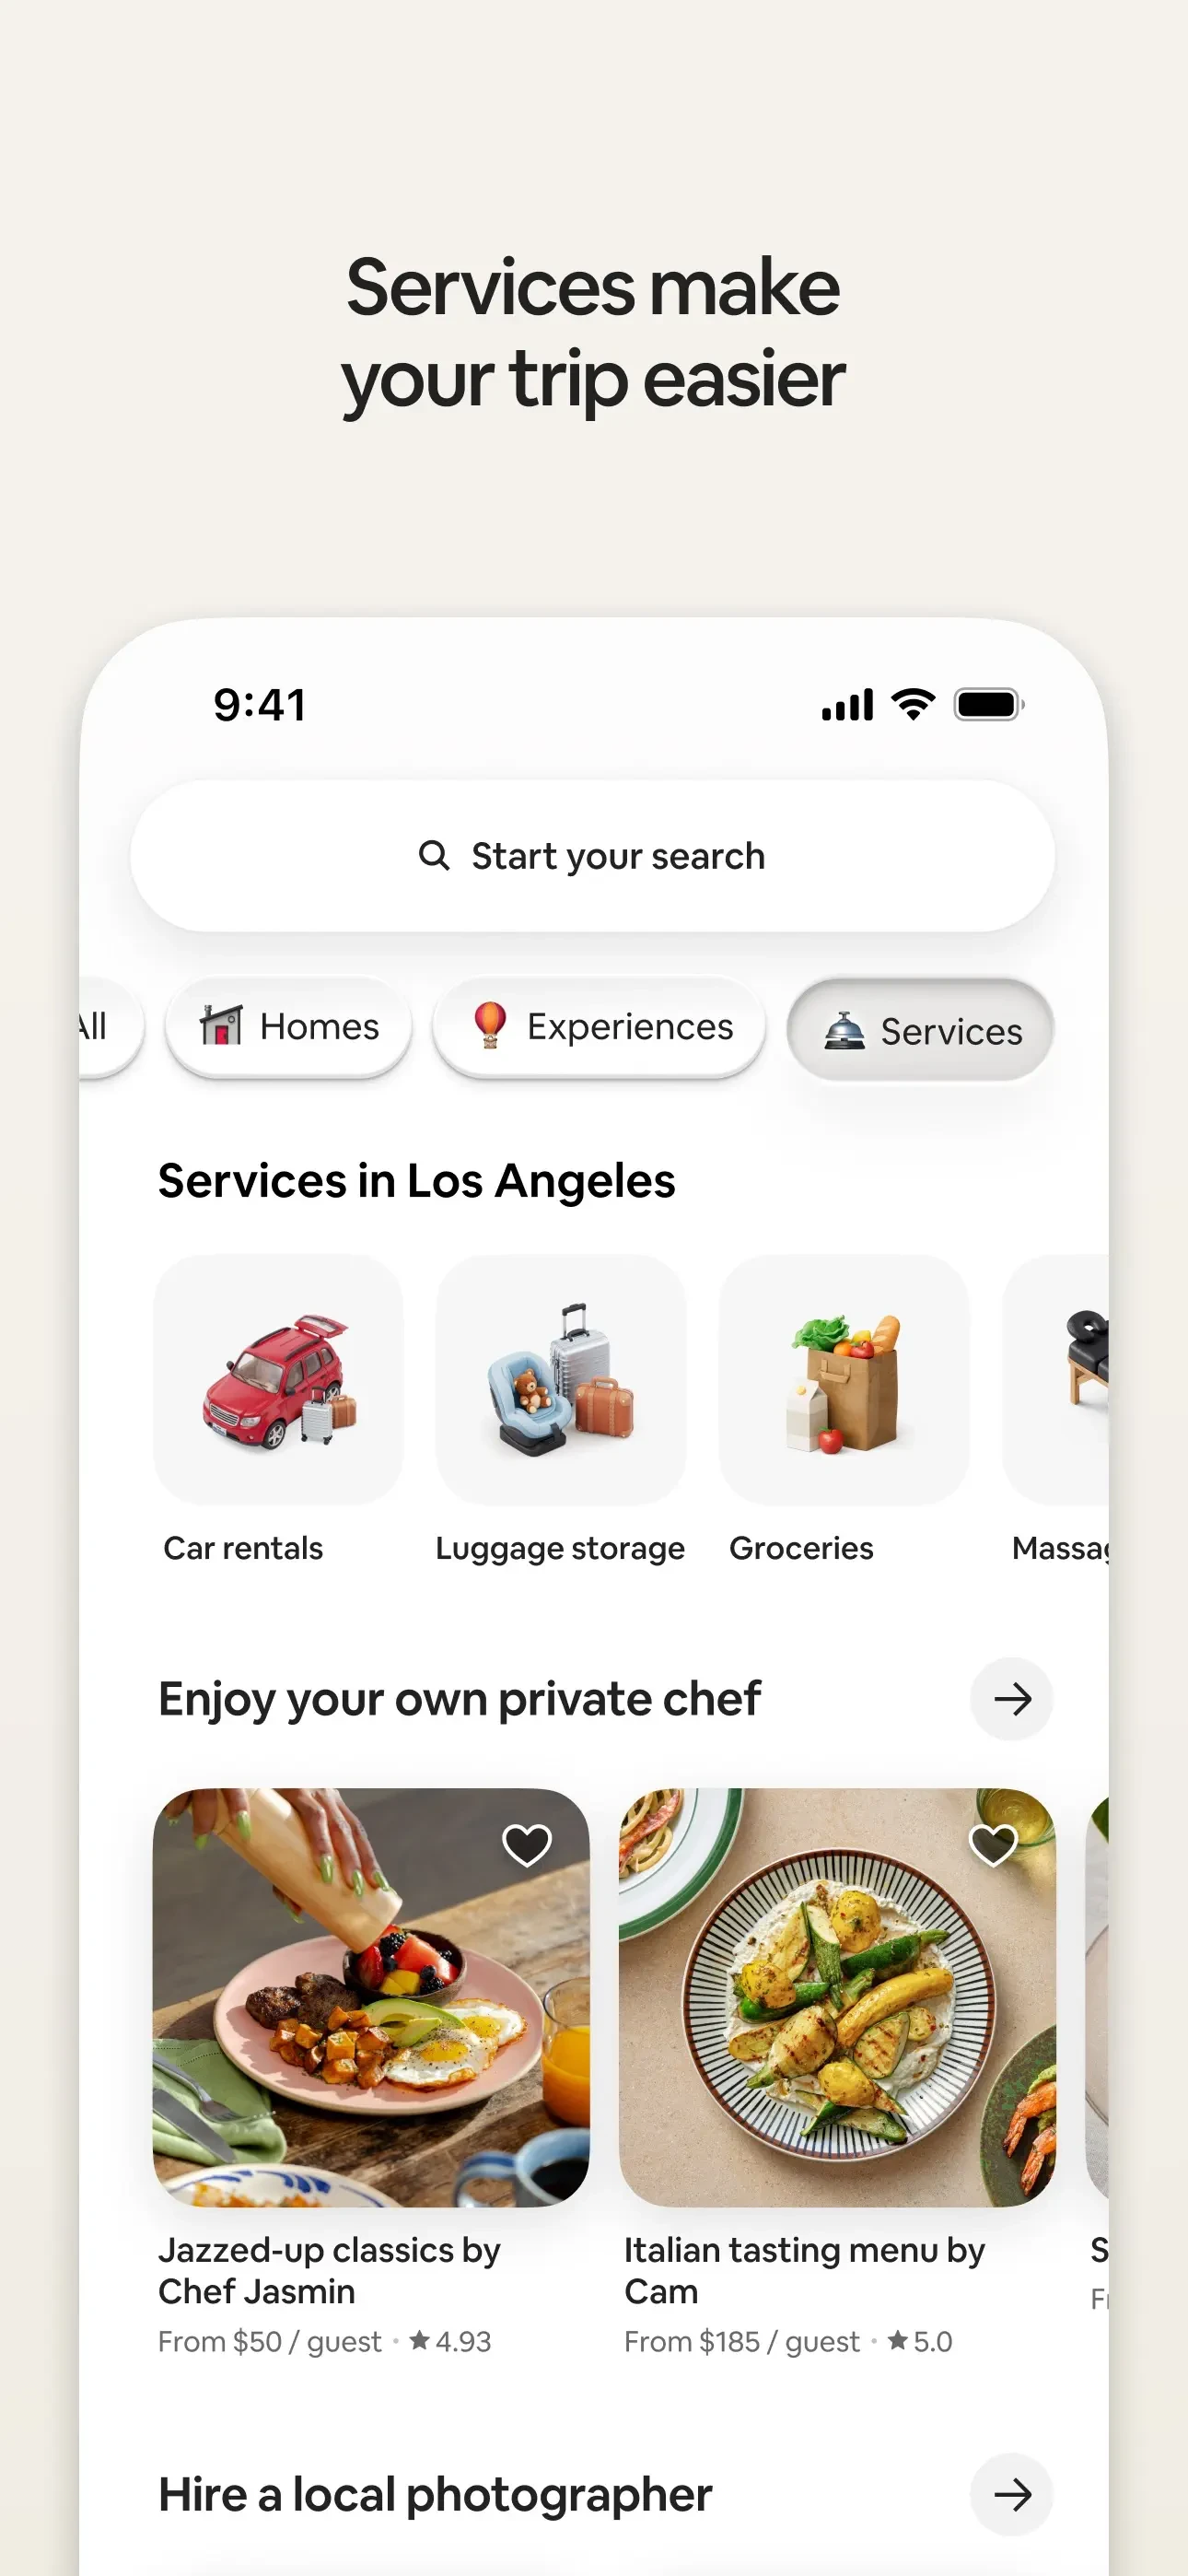 Services make
your trip easier
9:41
Start your search
All
Homes
Experiences
Services
Services in Los Angeles
Car rentals
Luggage storage
Groceries
Enjoy your own private chef
Jazzed-up classics by
Chef Jasmin
From $50 / guest · ★ 4.93
Italian tasting menu by
Cam
From $185 / guest · ★ 5.0
Hire a local photographer